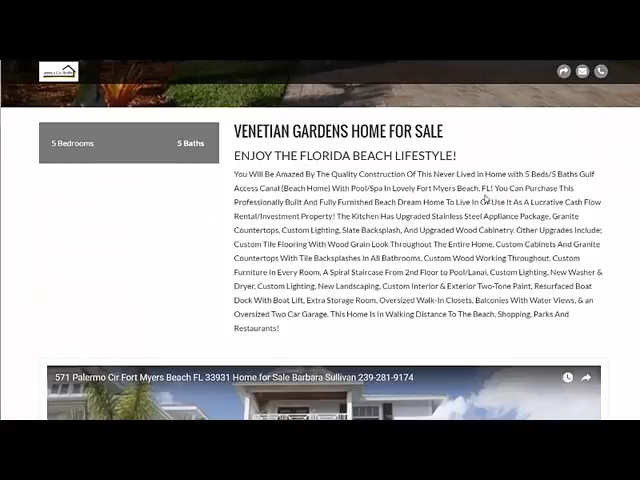 5 Bedrooms 5 Baths
VENETIAN GARDENS HOME FOR SALE
ENJOY THE FLORIDA BEACH LIFESTYLE!
You Will Be Amazed By The Quality Construction Of This Never Lived in Home with 5 Beds/5 Baths Gulf
Access Canal (Beach Home) With Pool/Spa In Lovely Fort Myers Beach, FL! You Can Purchase This
Professionally Built And Fully Furnished Beach Dream Home To Live In Or Use It As A Lucrative Cash Flow
Rental/Investment Property! The Kitchen Has Upgraded Stainless Steel Appliance Package, Granite
Countertops, Custom Lighting, Slate Backsplash, And Upgraded Wood Cabinetry. Other Upgrades Include;
Custom Tile Flooring With Wood Grain Look Throughout The Entire Home, Custom Cabinets And Granite
Countertops With Tile Backsplashes In All Bathrooms, Custom Wood Working Throughout, Custom
Furniture In Every Room, A Spiral Staircase From 2nd Floor to Pool/Lanai, Custom Lighting, New Washer &
Dryer, Custom Lighting, New Landscaping, Custom Interior & Exterior Two-Tone Paint, Resurfaced Boat
Dock With Boat Lift, Extra Storage Room, Oversized Walk-In Closets, Balconies With Water Views, & an
Oversized Two Car Garage. This Home Is In Walking Distance To The Beach, Shopping, Parks And
Restaurants!
571 Palermo Cir Fort Myers Beach FL 33931 Home for Sale Barbara Sullivan 239-281-9174